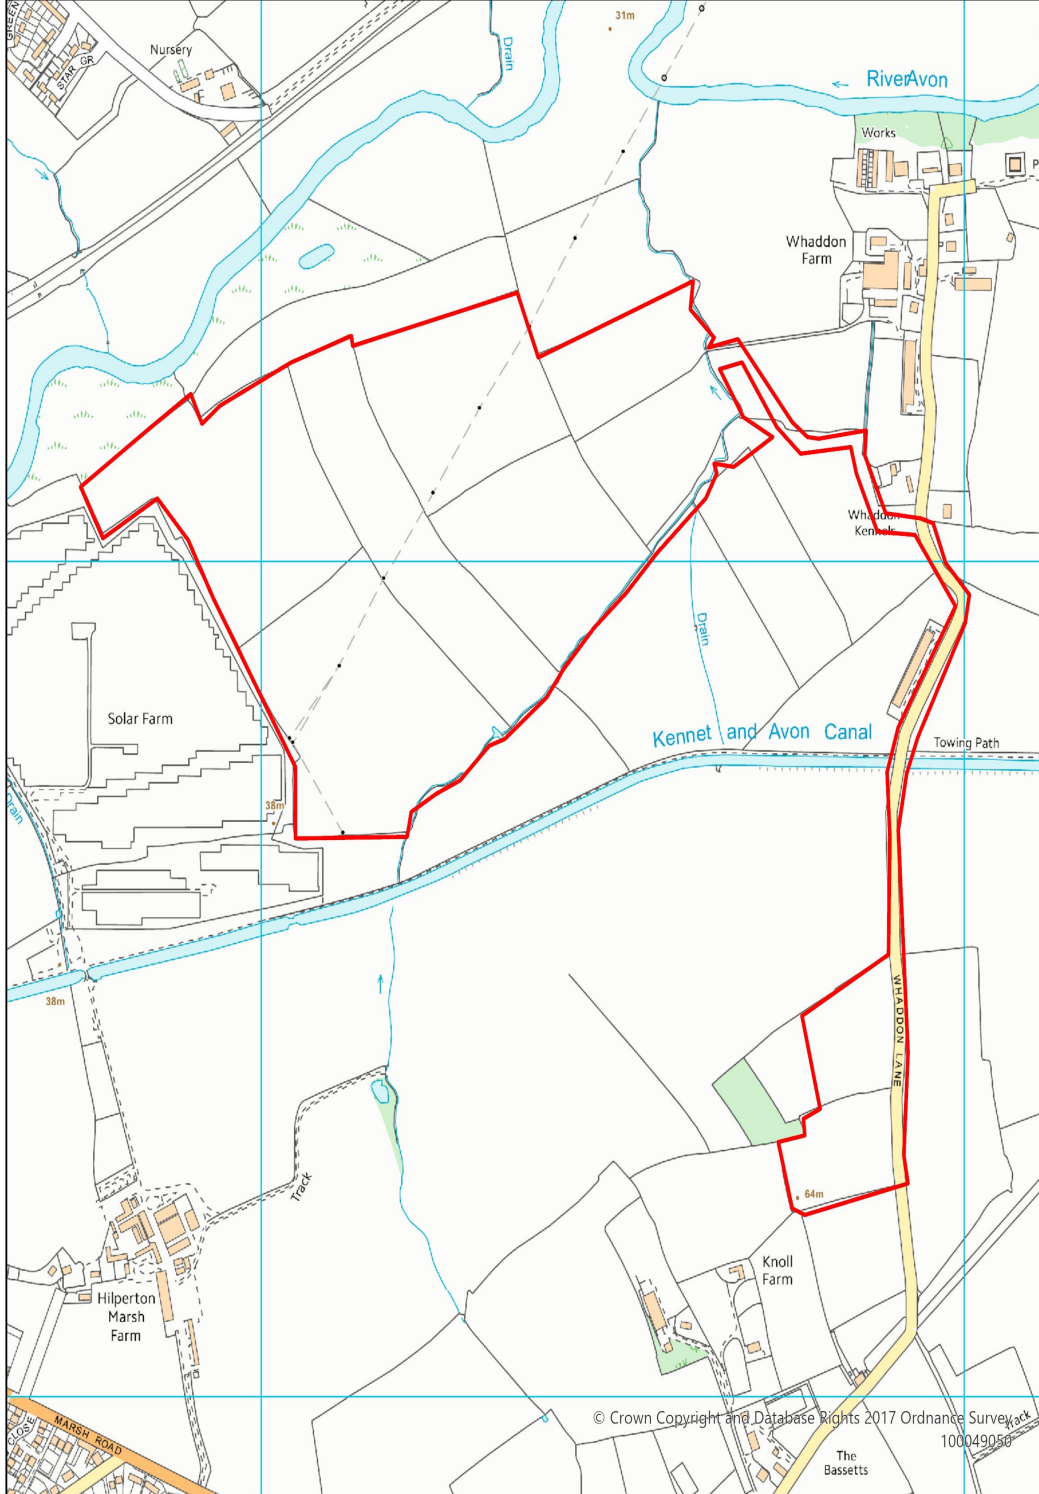 GREEN
STAR GR
Nursery
Drain
31m
River Avon
Works
P
Whaddon
Farm
Whaddon
Kennels
Drain
Solar Farm
Kennet and Avon Canal
Towing Path
38m
Drain
38m
WHADDON LANE
Track
64m
Knoll
Farm
Hilperton
Marsh
Farm
MARSH ROAD
CLOSE
© Crown Copyright and Database Rights 2017 Ordnance Survey
100049050
Track
The
Bassetts